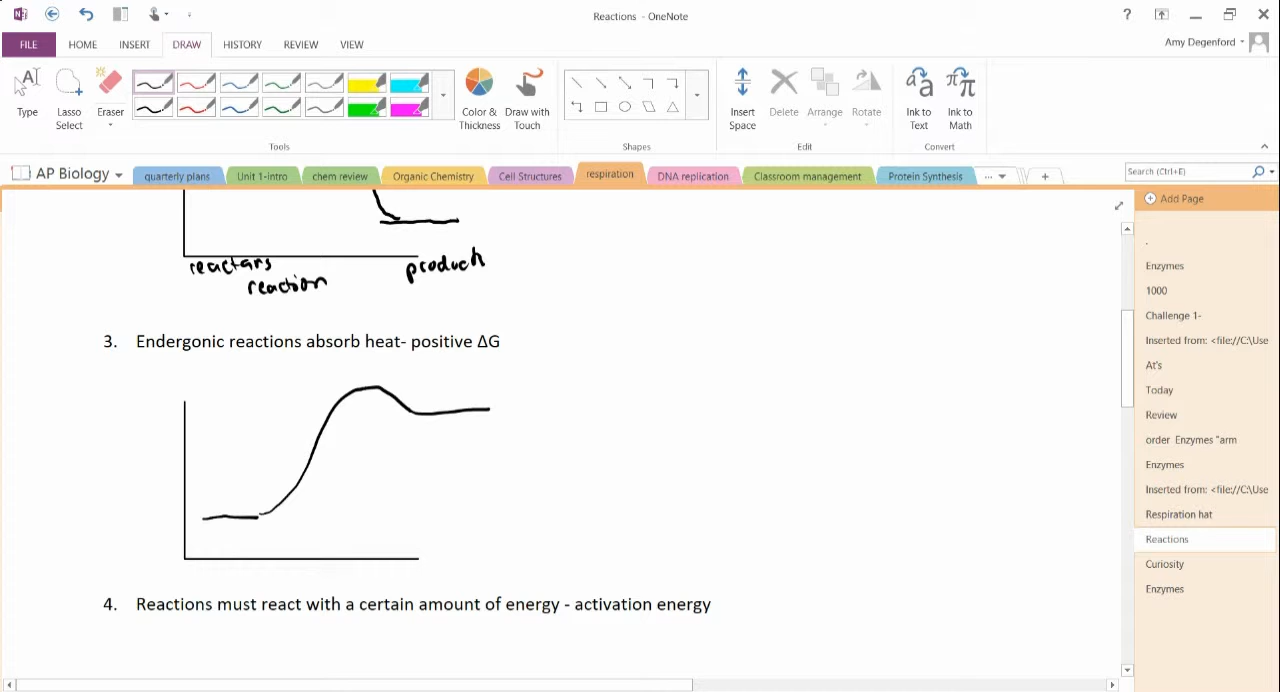 Reactions - OneNote
?
Amy Degenford
FILE HOME INSERT DRAW HISTORY REVIEW VIEW
Type
Lasso Select
Eraser
Color & Thickness
Draw with Touch
Insert Space
Delete
Arrange
Rotate
Ink to Text
Ink to Math
Tools
Shapes
Edit
Convert
AP Biology
quarterly plans
Unit 1-intro
chem review
Organic Chemistry
Cell Structures
respiration
DNA replication
Classroom management
Protein Synthesis
...
+
Search (Ctrl+E)
reactans
reaction
product
3. Endergonic reactions absorb heat- positive ΔG
4. Reactions must react with a certain amount of energy - activation energy
Add Page
.
Enzymes
1000
Challenge 1-
Inserted from: <file://C:\Use
At's
Today
Review
order Enzymes "arm
Enzymes
Inserted from: <file://C:\Use
Respiration hat
Reactions
Curiosity
Enzymes